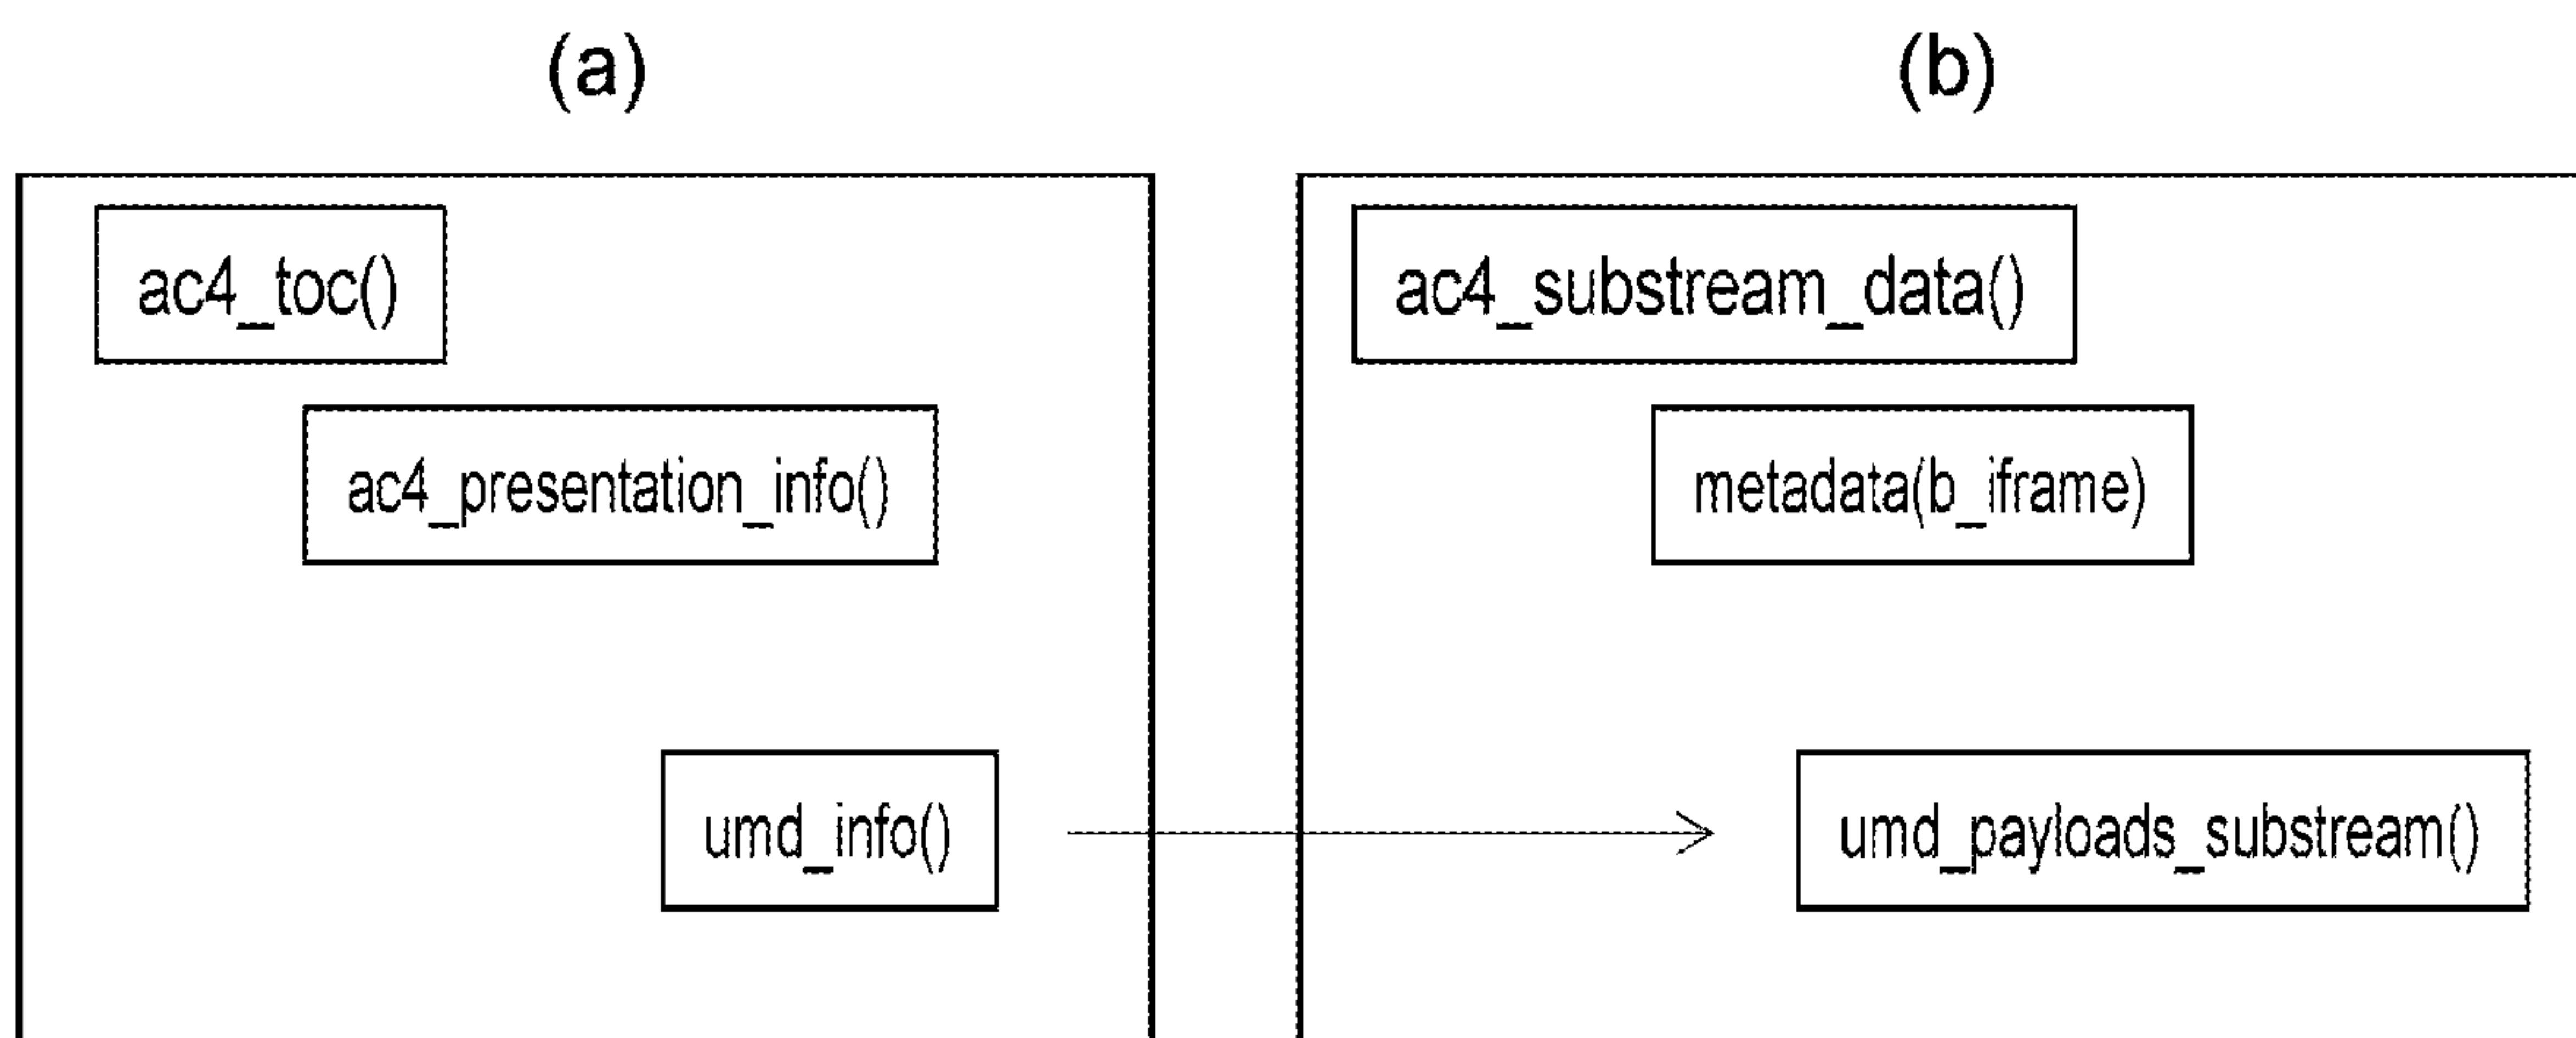 (a)
ac4_toc()
ac4_presentation_info()
umd_info()
(b)
ac4_substream_data()
metadata(b_iframe)
umd_payloads_substream()